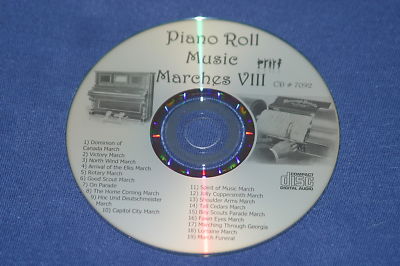 Piano Roll
Music
Marches VIII
CD # 7092
1) Dominion of
Canada March
2) Victory March
3) North Wind March
4) Arrival of the Elks March
5) Rotary March
6) Good Scout March
7) On Parade
8) The Home Coming March
9) Hoc Und Deutschmeister
March
10) Capitol City March
11) Spirit of Music March
12) Jolly Coppersmith March
13) Shoulder Arms March
14) Tall Cedars March
15) Boy Scouts Parade March
16) Fawn Eyes March
17) Marching Through Georgia
18) Lorraine March
19) March Funeral
COMPACT
disc
DIGITAL AUDIO